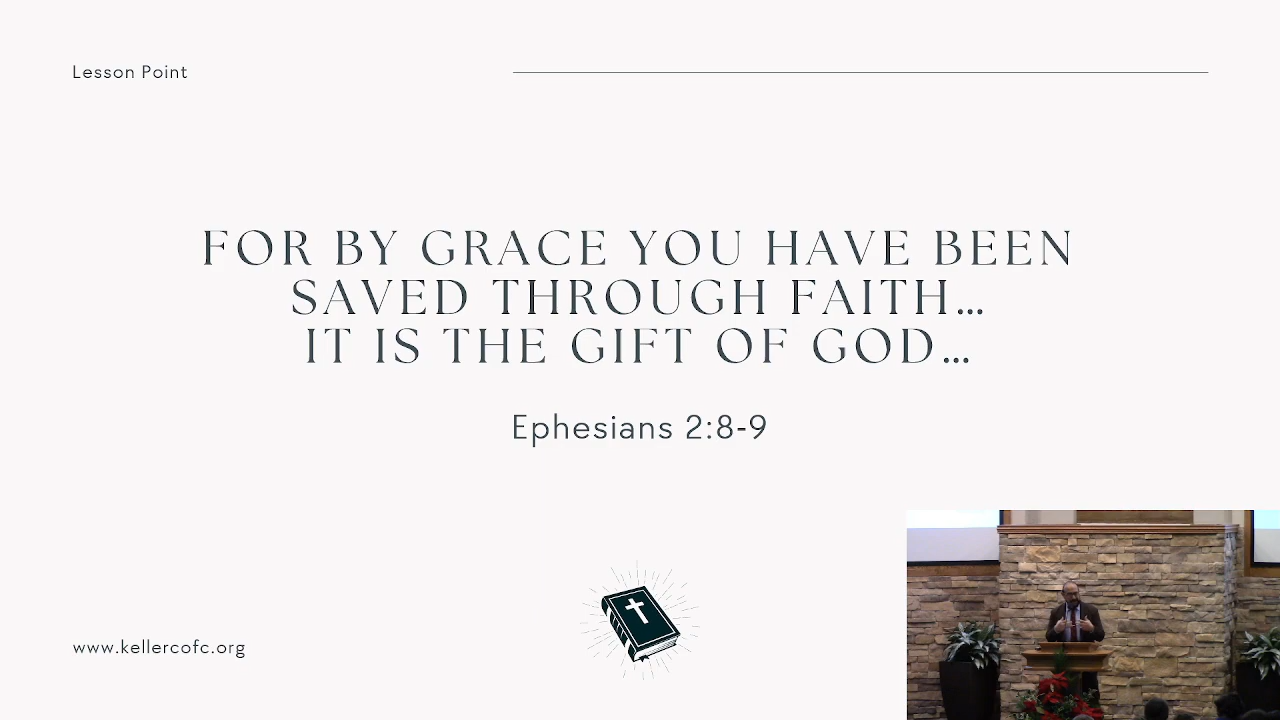 Lesson Point
FOR BY GRACE YOU HAVE BEEN
SAVED THROUGH FAITH...
IT IS THE GIFT OF GOD...
Ephesians 2:8-9
www.kellercofc.org